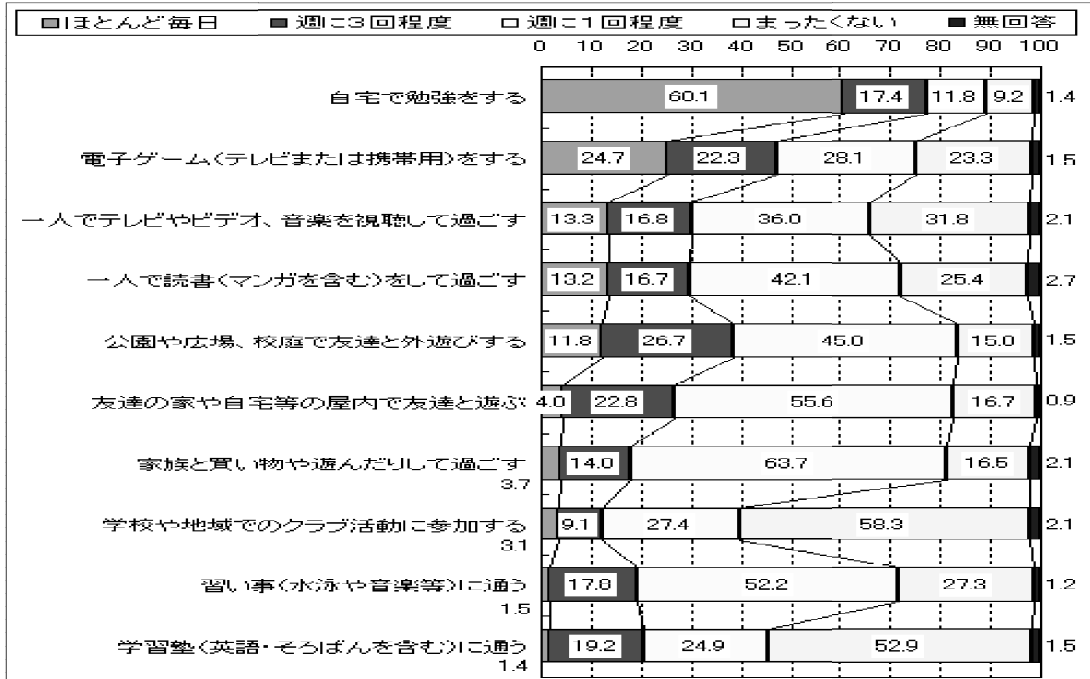 ほとんど毎日 週に3回程度 週に1回程度 まったくない 無回答
0 10 20 30 40 50 60 70 80 90 100
自宅で勉強をする 60.1 17.4 11.8 9.2 1.4
電子ゲーム(テレビまたは携帯用)をする 24.7 22.3 28.1 23.3 1.5
一人でテレビやビデオ、音楽を視聴して過ごす 13.3 16.8 36.0 31.8 2.1
一人で読書(マンガを含む)をして過ごす 13.2 16.7 42.1 25.4 2.7
公園や広場、校庭で友達と外遊びする 11.8 26.7 45.0 15.0 1.5
友達の家や自宅等の屋内で友達と遊ぶ 4.0 22.8 55.6 16.7 0.9
家族と買い物や遊んだりして過ごす 14.0 63.7 16.5 2.1
3.7
学校や地域でのクラブ活動に参加する 9.1 27.4 58.3 2.1
3.1
習い事(水泳や音楽等)に通う 17.8 52.2 27.3 1.2
1.5
学習塾(英語・そろばんを含む)に通う 19.2 24.9 52.9 1.5
1.4